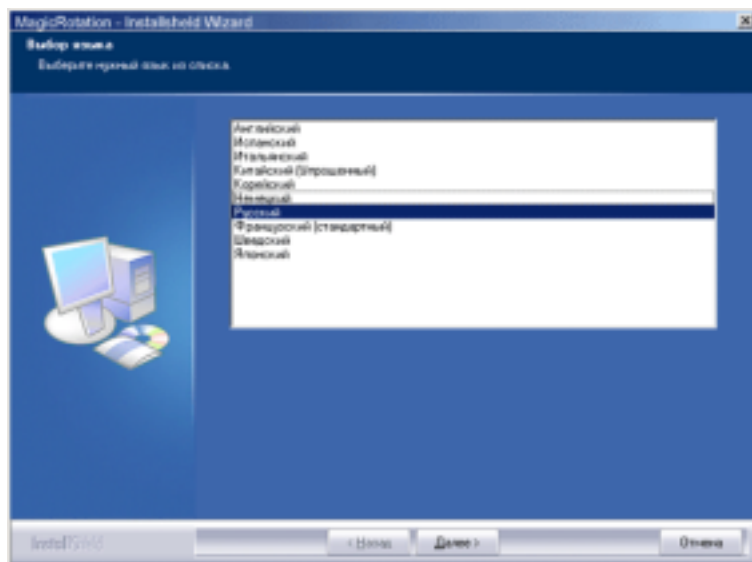 MagicRotation - Installsheld Wizard
Выбор языка
Выберите нужный язык из списка.
Английский
Испанский
Итальянский
Китайский (Упрощенный)
Корейский
Немецкий
Русский
Французский (стандартный)
Шведский
Японский
InstallShield
< Назад
Далее >
Отмена